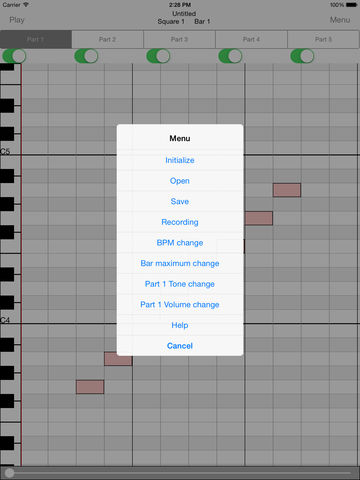 Carrier 2:28 PM 100%
Untitled
Play Square 1 Bar 1 Menu
Part 1 Part 2 Part 3 Part 4 Part 5
C5
C4
Menu
Initialize
Open
Save
Recording
BPM change
Bar maximum change
Part 1 Tone change
Part 1 Volume change
Help
Cancel